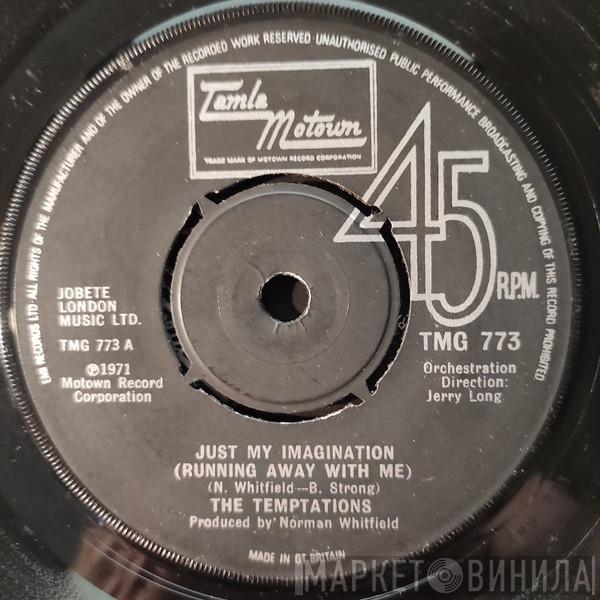 EMI RECORDS LTD ALL RIGHTS OF THE MANUFACTURER AND OF THE OWNER OF THE RECORDED WORK RESERVED·UNAUTHORISED PUBLIC PERFORMANCE BROADCASTING AND COPYING OF THIS RECORD PROHIBITED
Tamla
Motown
TRADE MARK OF MOTOWN RECORD CORPORATION
45
R.P.M.
JOBETE
LONDON
MUSIC LTD.
TMG 773 A
℗1971
Motown Record
Corporation
TMG 773
Orchestration
Direction:
Jerry Long
JUST MY IMAGINATION
(RUNNING AWAY WITH ME)
(N. Whitfield—B. Strong)
THE TEMPTATIONS
Produced by Norman Whitfield
MADE IN GT. BRITAIN
МАРКЕТ ВИНИЛА